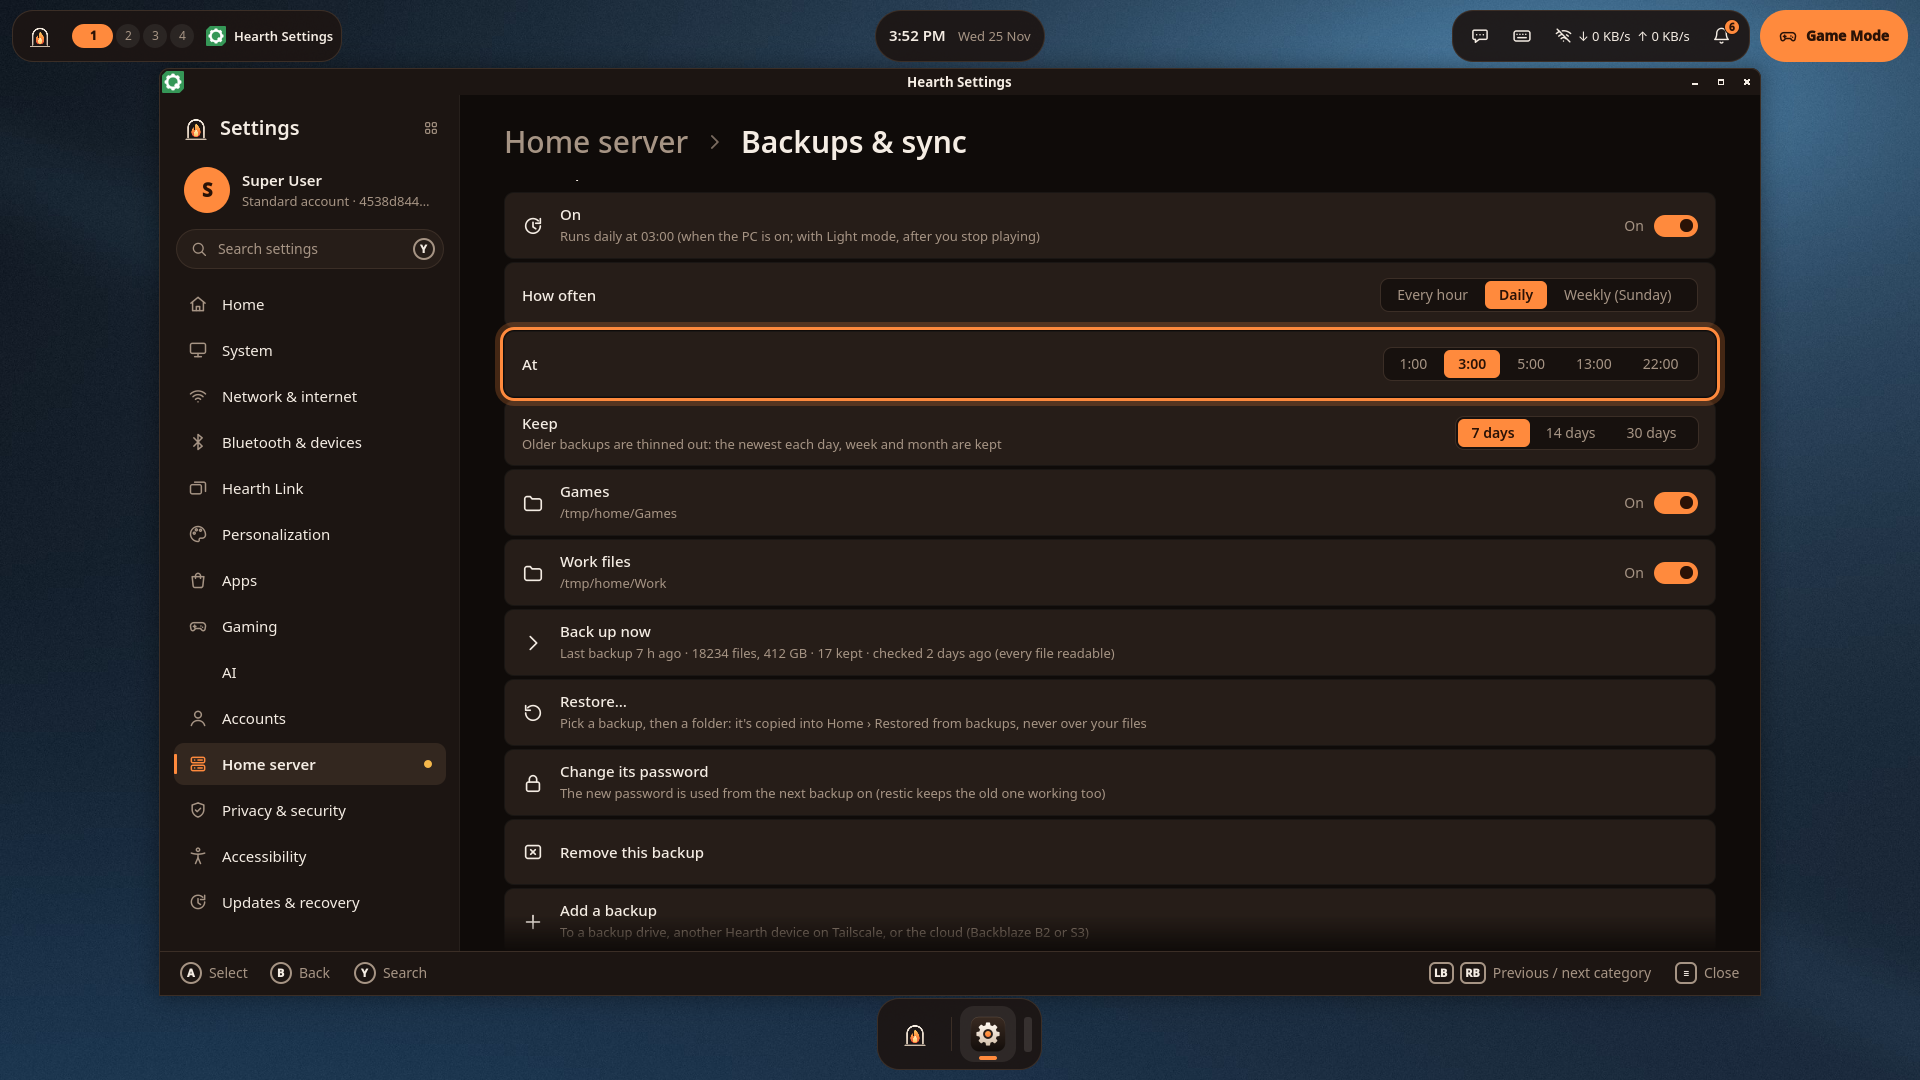 1 2 3 4 Hearth Settings
3:52 PM Wed 25 Nov
↓ 0 KB/s ↑ 0 KB/s
6
Game Mode
Hearth Settings
Settings
S
Super User
Standard account · 4538d844...
Search settings
Y
Home
System
Network & internet
Bluetooth & devices
Hearth Link
Personalization
Apps
Gaming
AI
Accounts
Home server
Privacy & security
Accessibility
Updates & recovery
Home server > Backups & sync
On
Runs daily at 03:00 (when the PC is on; with Light mode, after you stop playing)
On
How often
Every hour Daily Weekly (Sunday)
At
1:00 3:00 5:00 13:00 22:00
Keep
Older backups are thinned out: the newest each day, week and month are kept
7 days 14 days 30 days
Games
/tmp/home/Games
On
Work files
/tmp/home/Work
On
Back up now
Last backup 7 h ago · 18234 files, 412 GB · 17 kept · checked 2 days ago (every file readable)
Restore...
Pick a backup, then a folder: it's copied into Home › Restored from backups, never over your files
Change its password
The new password is used from the next backup on (restic keeps the old one working too)
Remove this backup
Add a backup
To a backup drive, another Hearth device on Tailscale, or the cloud (Backblaze B2 or S3)
A Select B Back Y Search
LB RB Previous / next category ≡ Close